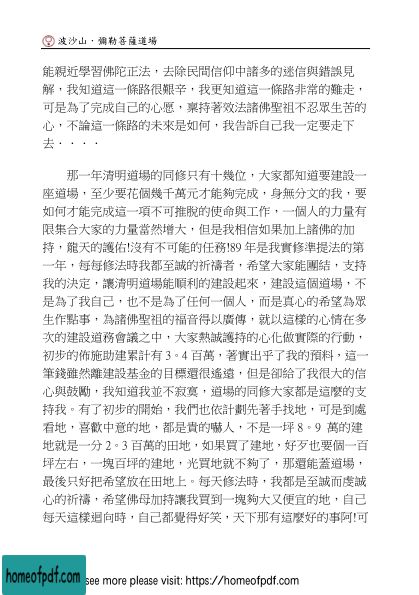 波沙山·彌勒菩薩道場
能親近學習佛陀正法，去除民間信仰中諸多的迷信與錯誤見
解，我知道這一條路很艱辛，我更知道這一條路非常的難走，
可是為了完成自己的心愿，稟持著效法諸佛聖祖不忍眾生苦的
心，不論這一條路的未來是如何，我告訴自己我一定要走下
去····
那一年清明道場的同修只有十幾位，大家都知道要建設一
座道場，至少要花個幾千萬元才能夠完成，身無分文的我，要
如何才能完成這一項不可推脫的使命與工作，一個人的力量有
限集合大家的力量當然增大，但是我相信如果加上諸佛的加
持，龍天的護佑!沒有不可能的任務!89 年是我實修準提法的第
一年，每每修法時我都至誠的祈禱者，希望大家能團結，支持
我的決定，讓清明道場能順利的建設起來，建設這個道場，不
是為了我自己，也不是為了任何一個人，而是真心的希望為眾
生作點事，為諸佛聖祖的福音得以廣傳，就以這樣的心情在多
次的建設道務會議之中，大家熱誠護持的心化做實際的行動，
初步的佈施助建累計有 3。4 百萬，著實出乎了我的預料，這一
筆錢雖然離建設基金的目標還很遙遠，但是卻給了我很大的信
心與鼓勵，我知道我並不寂寞，道場的同修大家都是這麼的支
持我。有了初步的開始，我們也依計劃先著手找地，可是到處
看地，喜歡中意的地，都是貴的嚇人，不是一坪 8。9 萬的建
地就是一分 2。3 百萬的田地，如果買了建地，好歹也要個一百
坪左右，一塊百坪的建地，光買地就不夠了，那還能蓋道場，
最後只好把希望放在田地上。每天修法時，我都是至誠而虔誠
心的祈禱，希望佛母加持讓我買到一塊夠大又便宜的地，自己
每天這樣迴向時，自己都覺得好笑，天下那有這麼好的事阿!可
homeofpdf.com
see more please visit: https://homeofpdf.com